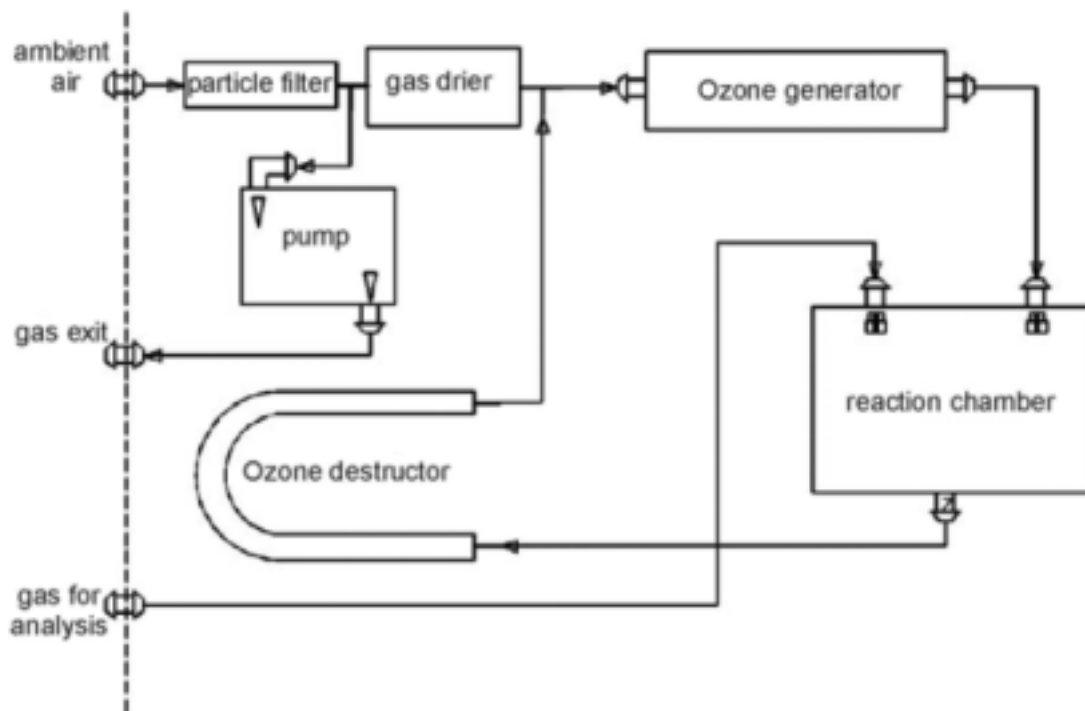 ambient
air
particle filter
gas drier
Ozone generator
pump
gas exit
reaction chamber
Ozone destructor
gas for
analysis